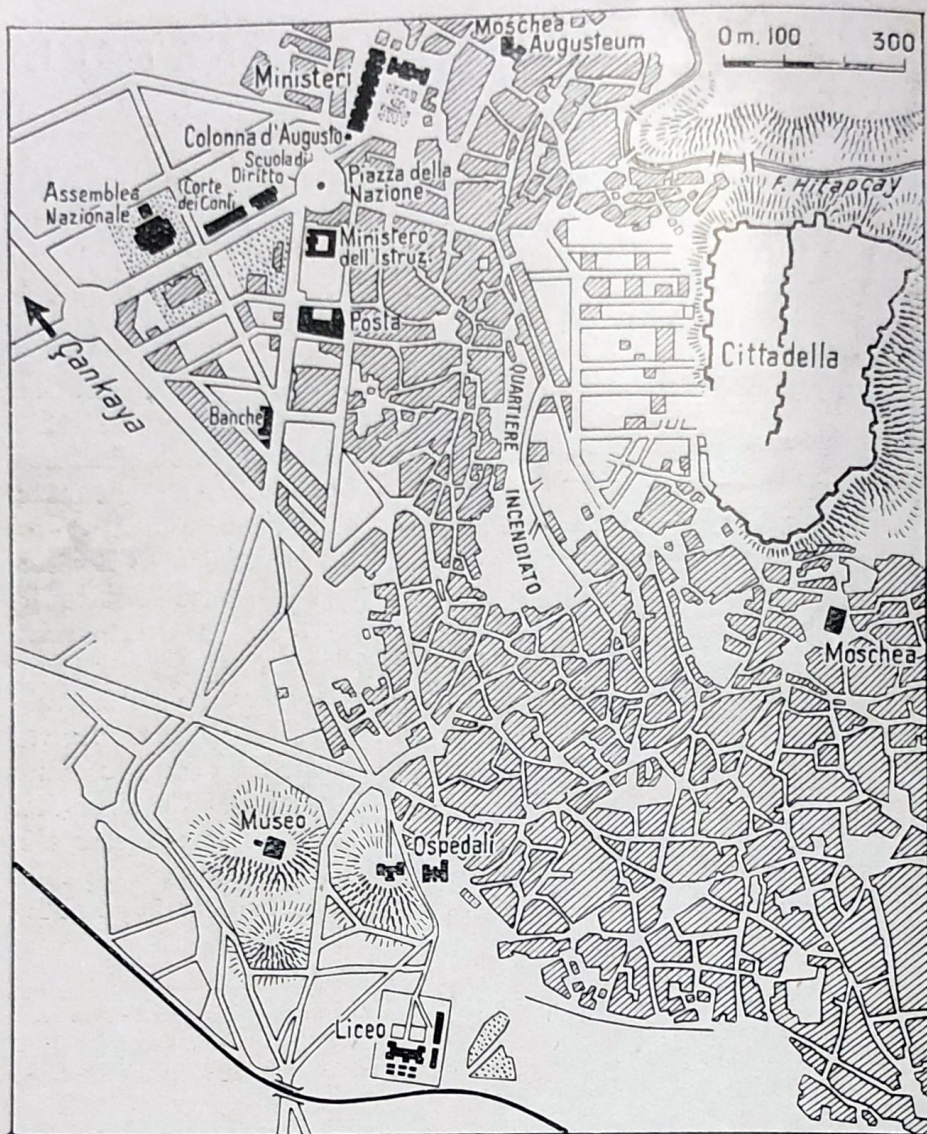 Moschea
Augusteum
0 m. 100 300
Ministeri
Colonna d'Augusto
Scuola di
Diritto
Piazza della
Nazione
Assemblea
Nazionale
Corte
dei Conti
F. Hitapçay
Ministero
dell'Istruz.
Posta
Çankaya
Cittadella
Banche
QUARTIERE
INCENDIATO
Moschea
Museo
Ospedali
Liceo